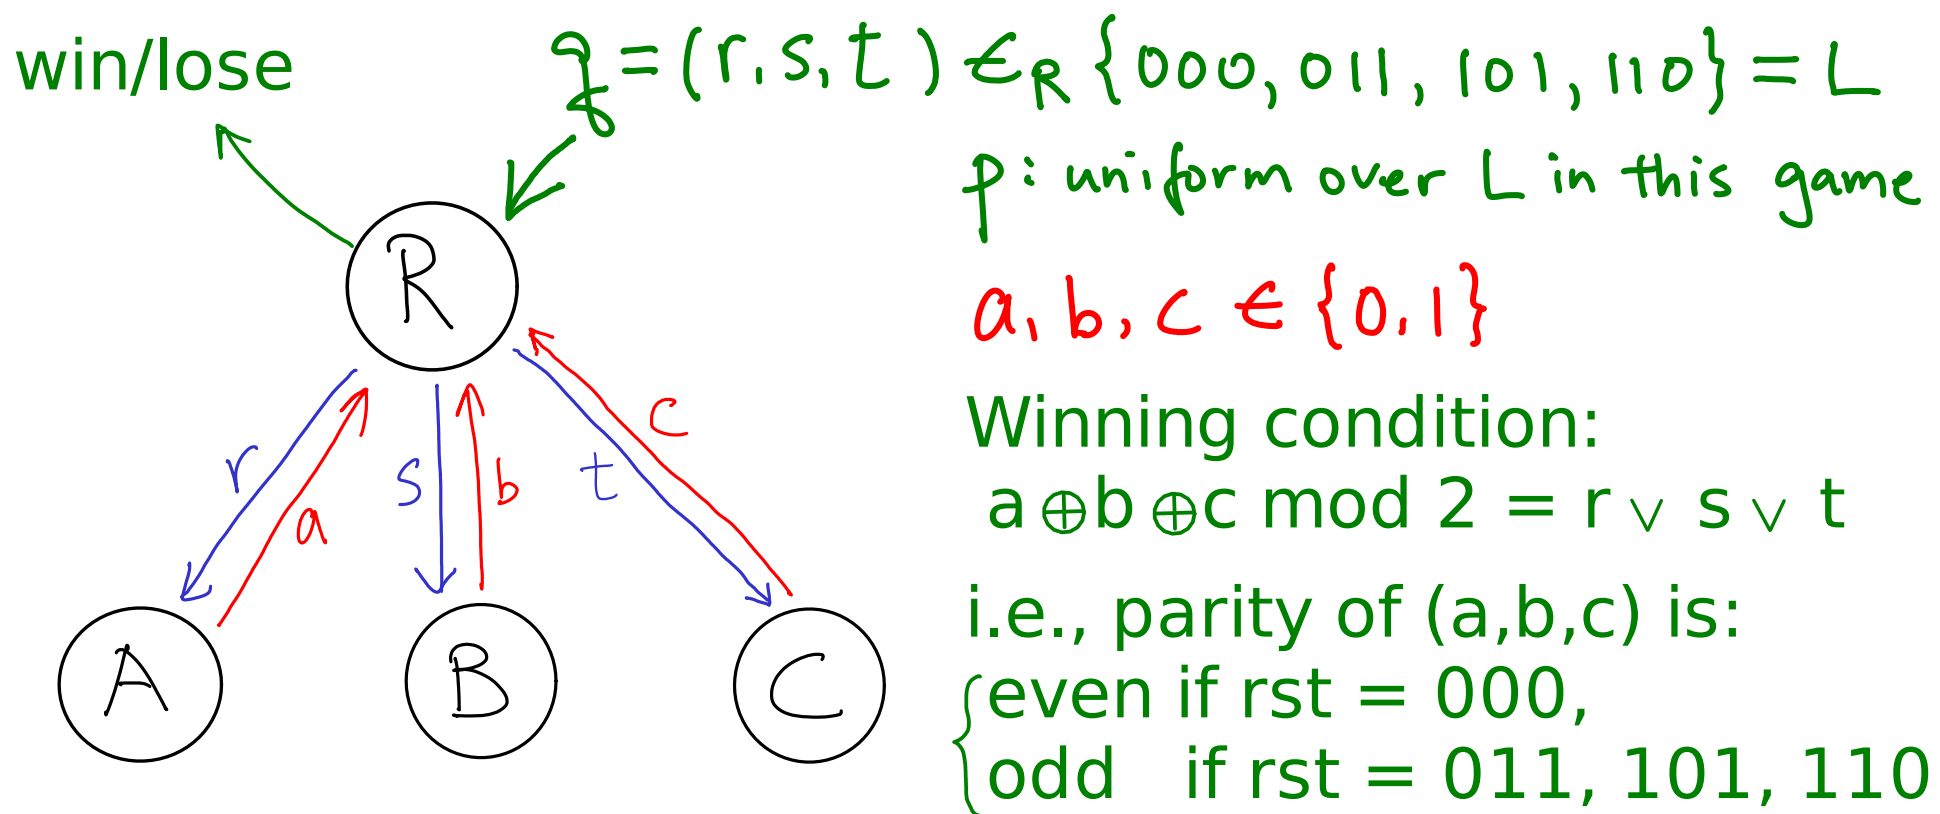 win/lose
q = (r, s, t) ∈R {000, 011, 101, 110} = L
p: uniform over L in this game
R
a, b, c ∈ {0, 1}
r
a
s
b
t
c
Winning condition:
a ⊕ b ⊕ c mod 2 = r ∨ s ∨ t
i.e., parity of (a,b,c) is:
even if rst = 000,
odd if rst = 011, 101, 110
A
B
C